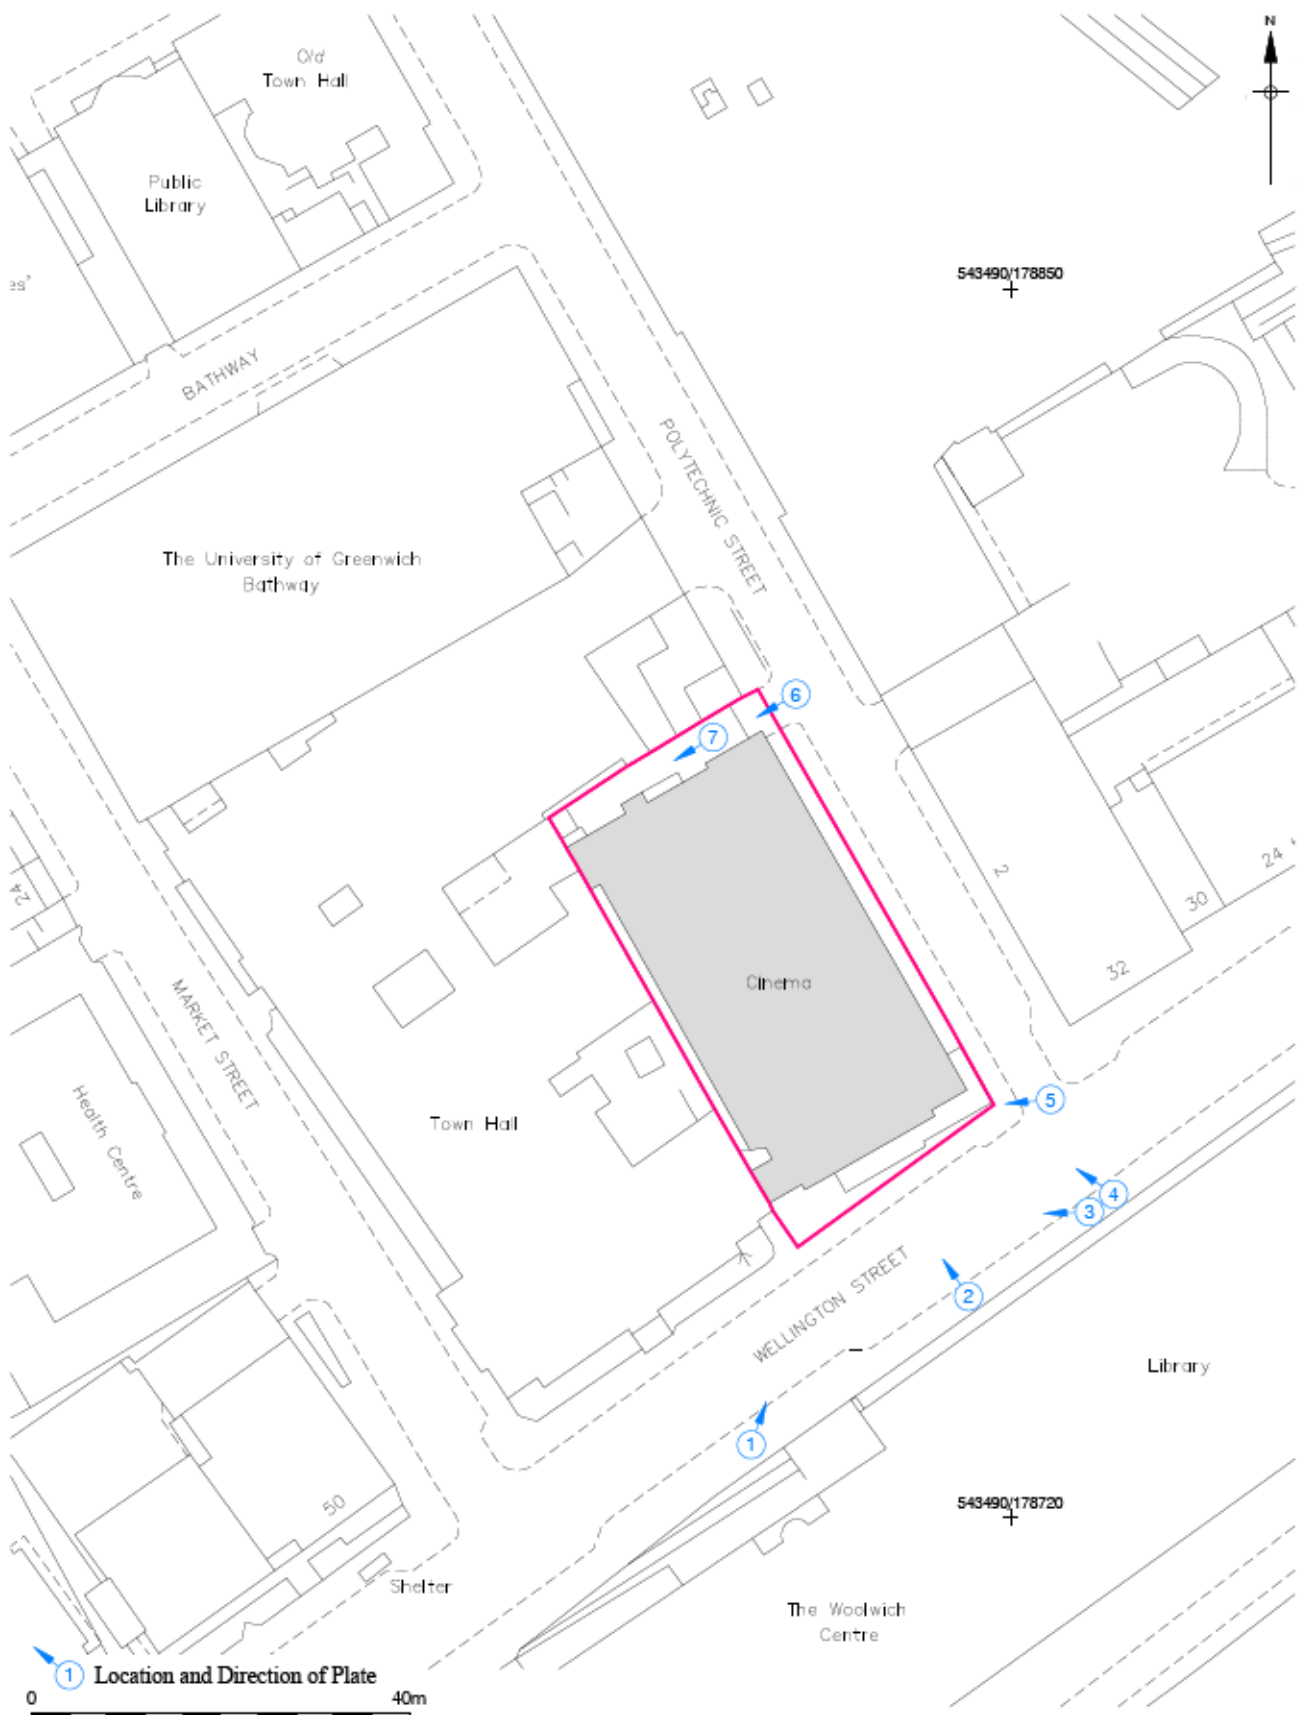 N
Old
Town Hall
Public
Library
es'
543490/178850
BATHWAY
POLYTECHNIC STREET
The University of Greenwich
Bathway
6
7
24
2
24
30
32
Cinema
MARKET STREET
Health Centre
Town Hall
5
4
3
2
WELLINGTON STREET
Library
1
50
543490/178720
Shelter
The Woolwich
Centre
1 Location and Direction of Plate
0 40m